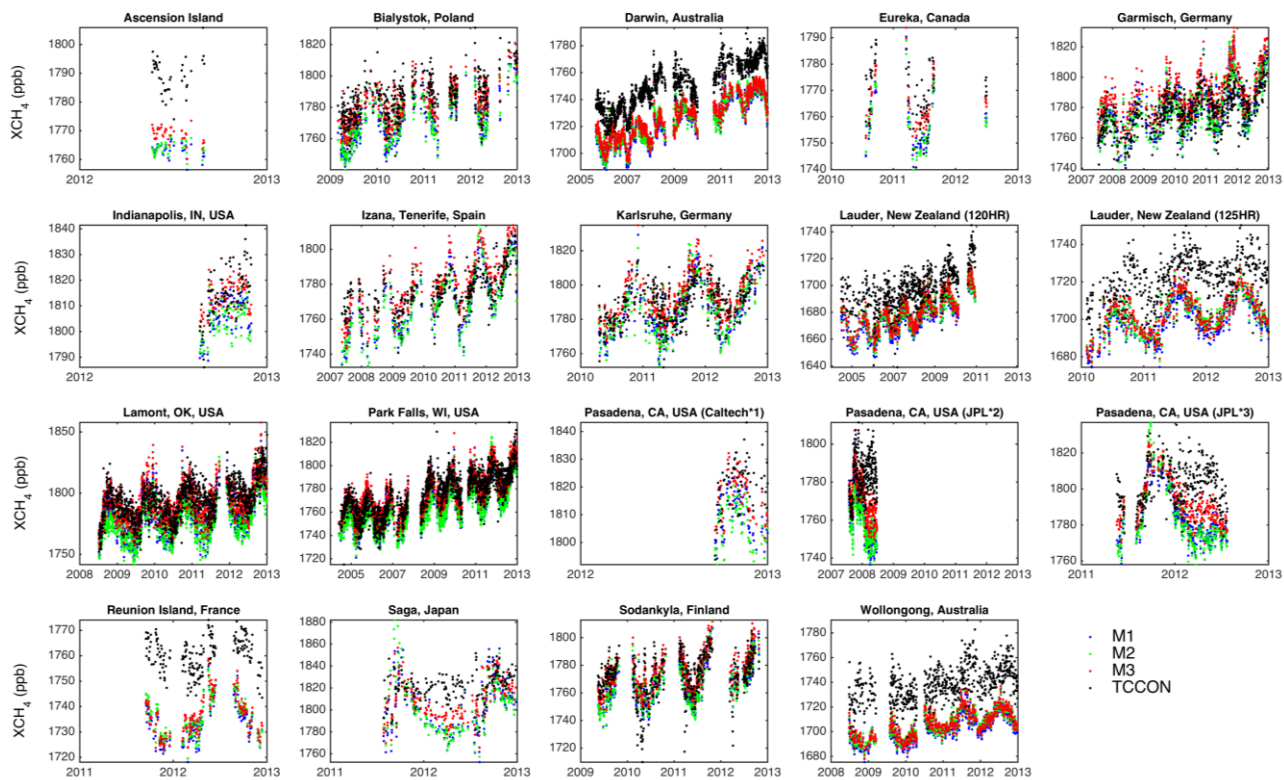 Ascension Island
XCH4 (ppb)
1800
1790
1780
1770
1760
2012 2013
Bialystok, Poland
1820
1800
1780
1760
2009 2010 2011 2012 2013
Darwin, Australia
1780
1760
1740
1720
1700
2005 2007 2009 2011 2013
Eureka, Canada
1790
1780
1770
1760
1750
1740
2010 2011 2012 2013
Garmisch, Germany
1820
1800
1780
1760
1740
2007 2008 2009 2010 2011 2012 2013
Indianapolis, IN, USA
XCH4 (ppb)
1840
1830
1820
1810
1800
1790
2012 2013
Izana, Tenerife, Spain
1800
1780
1760
1740
2007 2008 2009 2010 2011 2012 2013
Karlsruhe, Germany
1820
1800
1780
1760
2010 2011 2012 2013
Lauder, New Zealand (120HR)
1740
1720
1700
1680
1660
1640
2005 2007 2009 2011 2013
Lauder, New Zealand (125HR)
1740
1720
1700
1680
2010 2011 2012 2013
Lamont, OK, USA
XCH4 (ppb)
1850
1800
1750
2008 2009 2010 2011 2012 2013
Park Falls, WI, USA
1820
1800
1780
1760
1740
1720
2005 2007 2009 2011 2013
Pasadena, CA, USA (Caltech*1)
1840
1830
1820
1810
1800
2012 2013
Pasadena, CA, USA (JPL*2)
1800
1780
1760
1740
2007 2008 2009 2010 2011 2012 2013
Pasadena, CA, USA (JPL*3)
1820
1800
1780
1760
2011 2012 2013
Reunion Island, France
XCH4 (ppb)
1770
1760
1750
1740
1730
1720
2011 2012 2013
Saga, Japan
1880
1860
1840
1820
1800
1780
1760
2011 2012 2013
Sodankyla, Finland
1800
1780
1760
1740
1710
2009 2010 2011 2012 2013
Wollongong, Australia
1780
1760
1740
1720
1700
1680
2008 2009 2010 2011 2012 2013
M1
M2
M3
TCCON